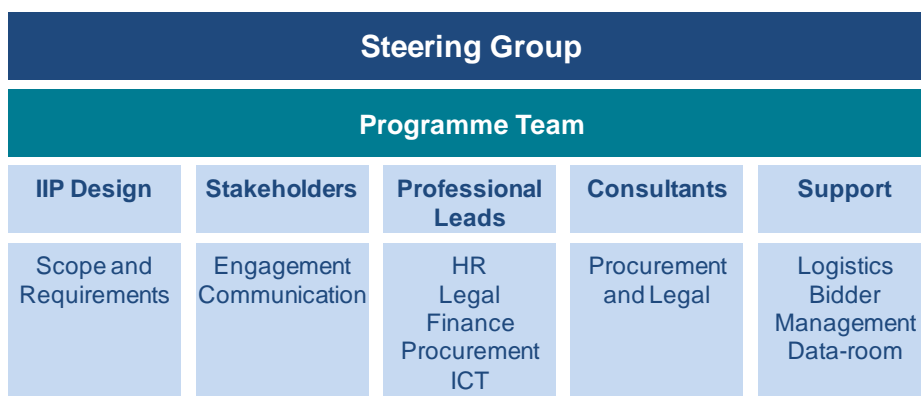 Steering Group
Programme Team
IIP Design
Stakeholders
Professional
Leads
Consultants
Support
Scope and
Requirements
Engagement
Communication
HR
Legal
Finance
Procurement
ICT
Procurement
and Legal
Logistics
Bidder
Management
Data-room